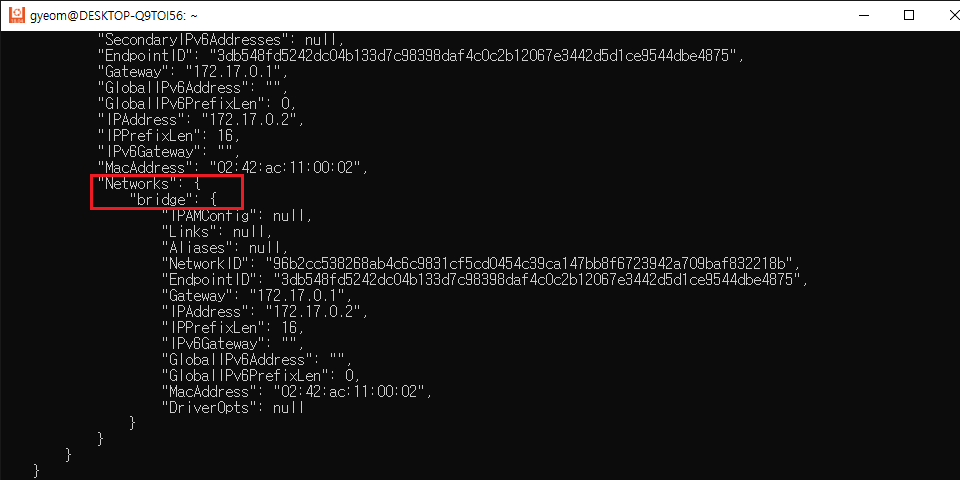 gyeom@DESKTOP-Q9TOI56: ~
"SecondaryIPv6Addresses": null,
"EndpointID": "3db548fd5242dc04b133d7c98398daf4c0c2b12067e3442d5d1ce9544dbe4875",
"Gateway": "172.17.0.1",
"GlobalIPv6Address": "",
"GlobalIPv6PrefixLen": 0,
"IPAddress": "172.17.0.2",
"IPPrefixLen": 16,
"IPv6Gateway": "",
"MacAddress": "02:42:ac:11:00:02",
"Networks": {
"bridge": {
"IPAMConfig": null,
"Links": null,
"Aliases": null,
"NetworkID": "96b2cc538268ab4c6c9831cf5cd0454c39ca147bb8f6723942a709baf832218b",
"EndpointID": "3db548fd5242dc04b133d7c98398daf4c0c2b12067e3442d5d1ce9544dbe4875",
"Gateway": "172.17.0.1",
"IPAddress": "172.17.0.2",
"IPPrefixLen": 16,
"IPv6Gateway": "",
"GlobalIPv6Address": "",
"GlobalIPv6PrefixLen": 0,
"MacAddress": "02:42:ac:11:00:02",
"DriverOpts": null
}
}
}
}